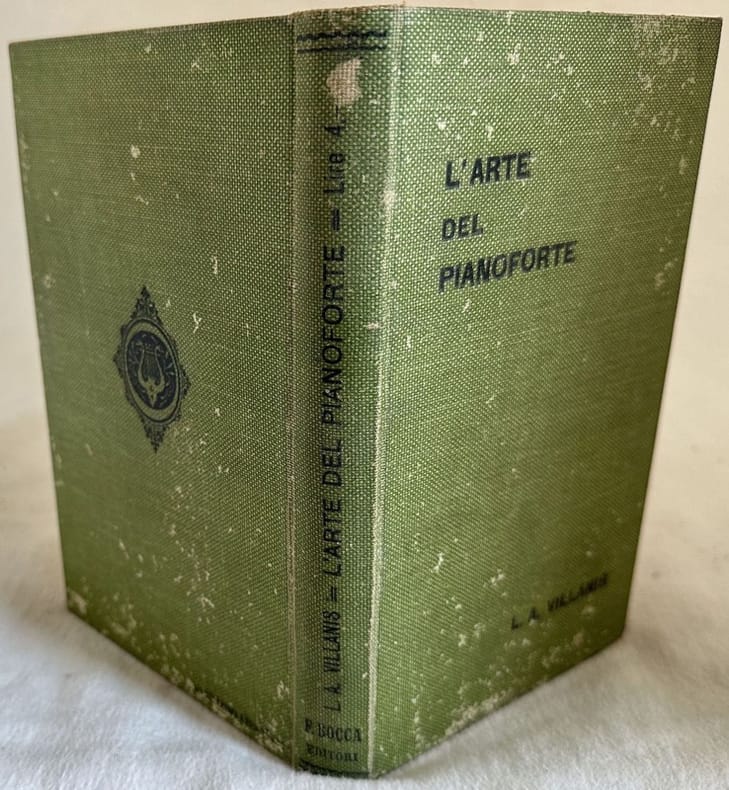 L'ARTE
DEL
PIANOFORTE
L. A. VILLANIS
L. A. VILLANIS = L'ARTE DEL PIANOFORTE = Lire 4.-
F. BOCCA
EDITORI